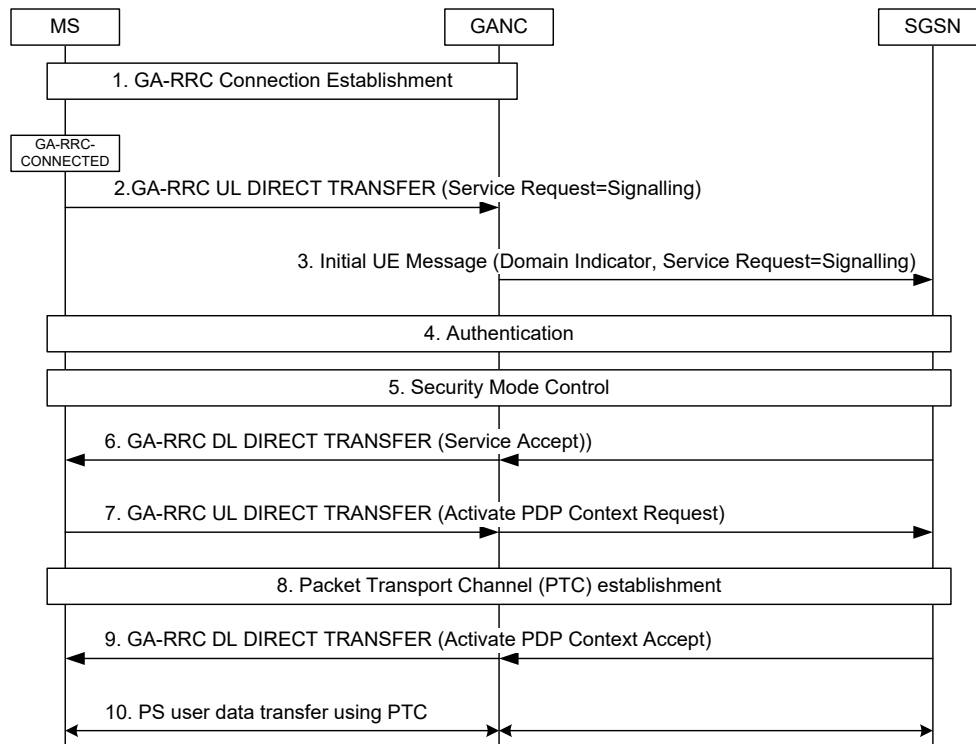 MS
GANC
SGSN
1. GA-RRC Connection Establishment
GA-RRC-
CONNECTED
2.GA-RRC UL DIRECT TRANSFER (Service Request=Signalling)
3. Initial UE Message (Domain Indicator, Service Request=Signalling)
4. Authentication
5. Security Mode Control
6. GA-RRC DL DIRECT TRANSFER (Service Accept))
7. GA-RRC UL DIRECT TRANSFER (Activate PDP Context Request)
8. Packet Transport Channel (PTC) establishment
9. GA-RRC DL DIRECT TRANSFER (Activate PDP Context Accept)
10. PS user data transfer using PTC